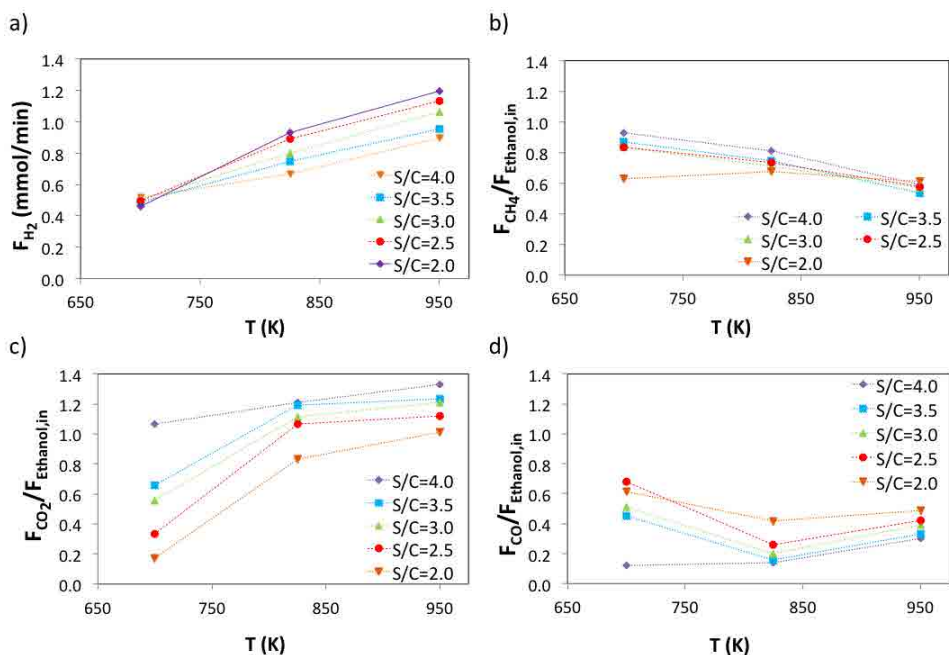 a)
1.4
1.2
1.0
0.8
0.6
0.4
0.2
0.0
F_H2 (mmol/min)
S/C=4.0
S/C=3.5
S/C=3.0
S/C=2.5
S/C=2.0
650 750 850 950
T (K)
b)
1.4
1.2
1.0
0.8
0.6
0.4
0.2
0.0
F_CH4/F_Ethanol,in
S/C=4.0 S/C=3.5
S/C=3.0 S/C=2.5
S/C=2.0
650 750 850 950
T (K)
c)
1.4
1.2
1.0
0.8
0.6
0.4
0.2
0.0
F_CO2/F_Ethanol,in
S/C=4.0
S/C=3.5
S/C=3.0
S/C=2.5
S/C=2.0
650 750 850 950
T (K)
d)
1.4
1.2
1.0
0.8
0.6
0.4
0.2
0.0
F_CO/F_Ethanol,in
S/C=4.0
S/C=3.5
S/C=3.0
S/C=2.5
S/C=2.0
650 750 850 950
T (K)